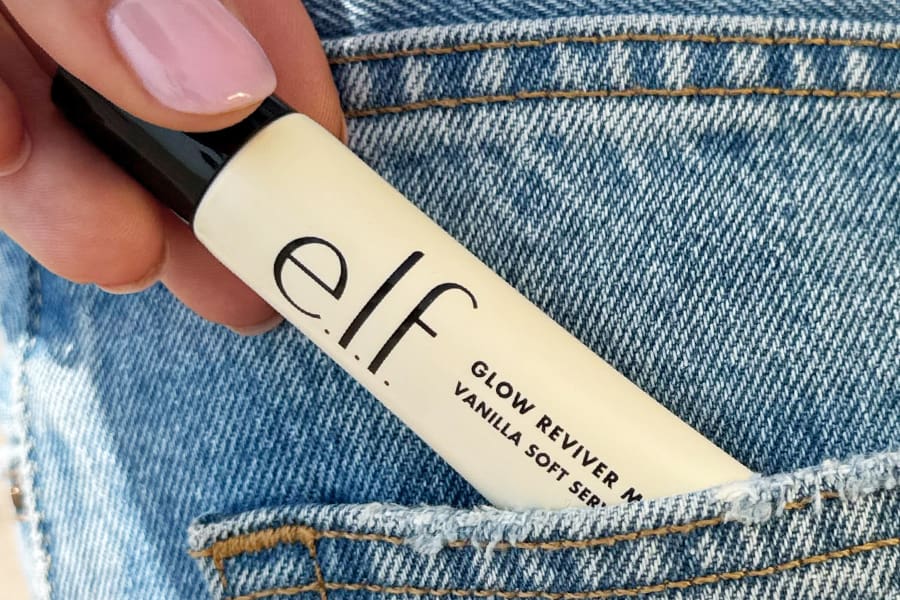 e.l.f.
GLOW REVIVER
VANILLA SOFT